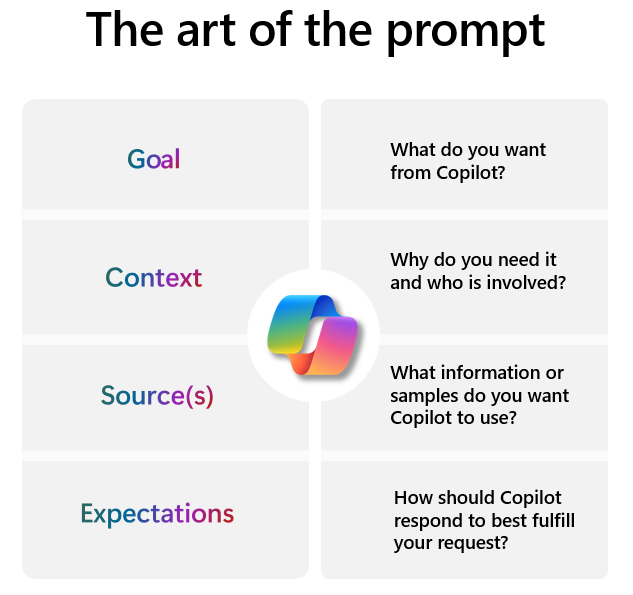 The art of the prompt
Goal
What do you want
from Copilot?
Context
Why do you need it
and who is involved?
Source(s)
What information or
samples do you want
Copilot to use?
Expectations
How should Copilot
respond to best fulfill
your request?